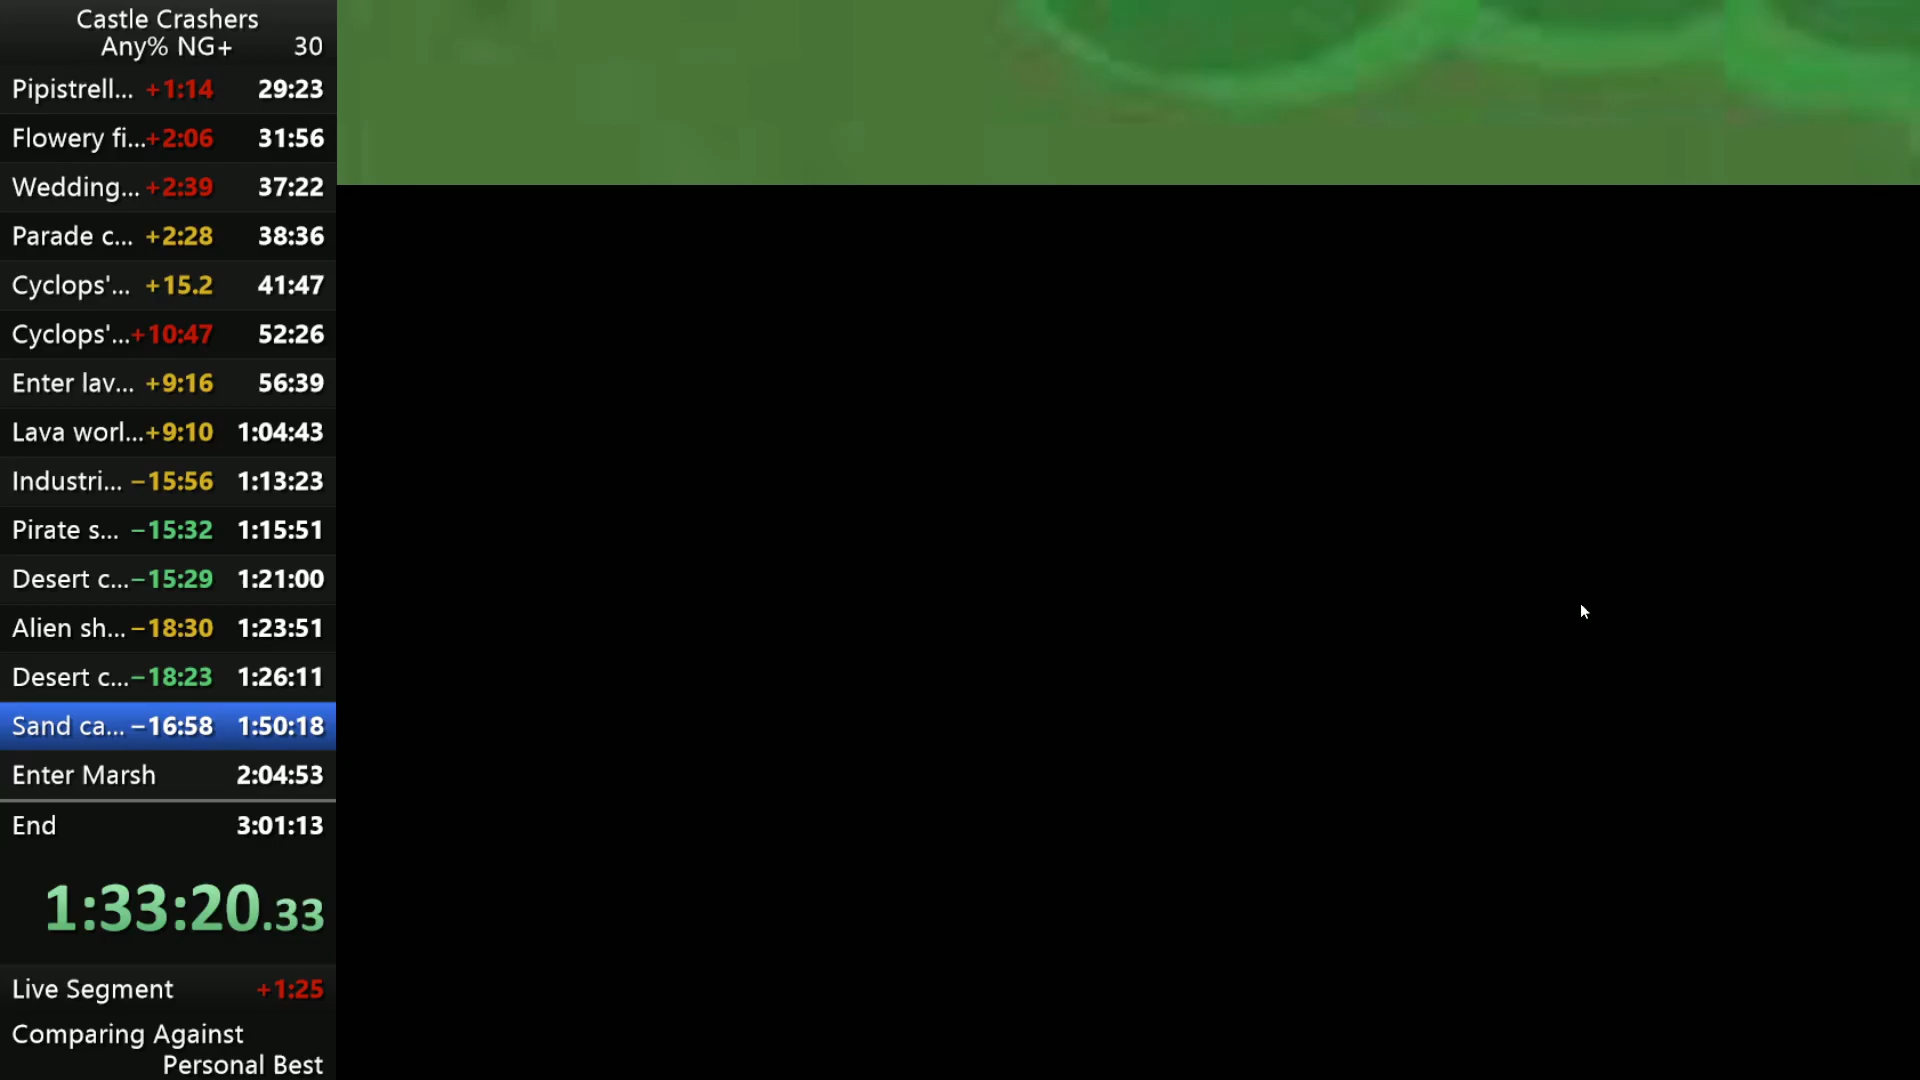 Castle Crashers
Any% NG+ 30
Pipistrell... +1:14 29:23
Flowery fi... +2:06 31:56
Wedding... +2:39 37:22
Parade c... +2:28 38:36
Cyclops'... +15.2 41:47
Cyclops'... +10:47 52:26
Enter lav... +9:16 56:39
Lava worl... +9:10 1:04:43
Industri... −15:56 1:13:23
Pirate s... −15:32 1:15:51
Desert c... −15:29 1:21:00
Alien sh... −18:30 1:23:51
Desert c... −18:23 1:26:11
Sand ca... −16:58 1:50:18
Enter Marsh 2:04:53
End 3:01:13
1:33:20.33
Live Segment +1:25
Comparing Against
Personal Best